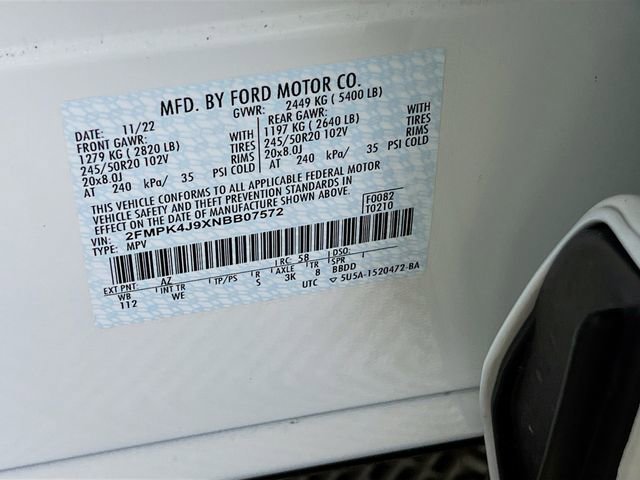 MFD. BY FORD MOTOR CO.
DATE: 11/22 GVWR: 2449 KG ( 5400 LB)
FRONT GAWR: WITH REAR GAWR: WITH
1279 KG ( 2820 LB) TIRES 1197 KG ( 2640 LB) TIRES
245/50R20 102V RIMS 245/50R20 102V RIMS
20x8.0J PSI COLD 20x8.0J PSI COLD
AT 240 kPa/ 35 AT 240 kPa/ 35
THIS VEHICLE CONFORMS TO ALL APPLICABLE FEDERAL MOTOR
VEHICLE SAFETY AND THEFT PREVENTION STANDARDS IN
EFFECT ON THE DATE OF MANUFACTURE SHOWN ABOVE.
VIN: 2FMPK4J9XNBB07572 F0082
TYPE: MPV T0210
EXT PNT: AZ RC: 58 DSO:
WB INT TR TP/PS R AXLE TR SPR
112 WE S 3K 8 BBDD
UTC ▽ 5U5A-1520472-BA